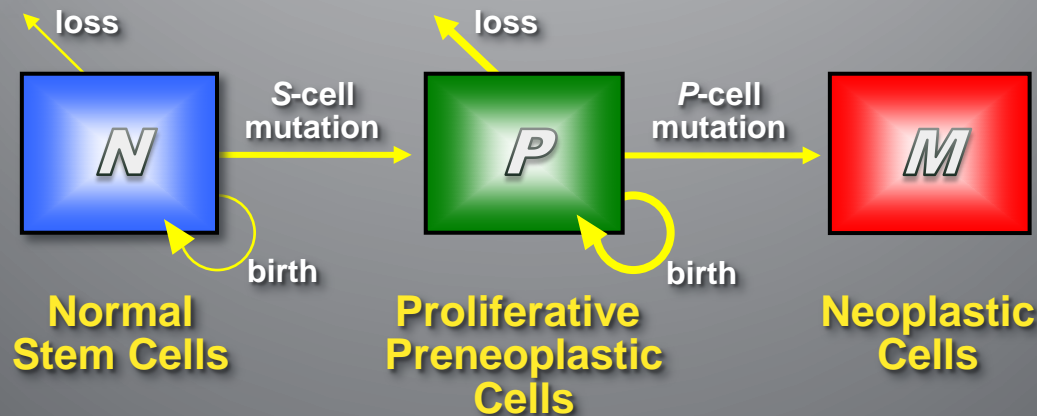 loss
loss
S-cell
mutation
P-cell
mutation
N
P
M
birth
birth
Normal
Stem Cells
Proliferative
Preneoplastic
Cells
Neoplastic
Cells